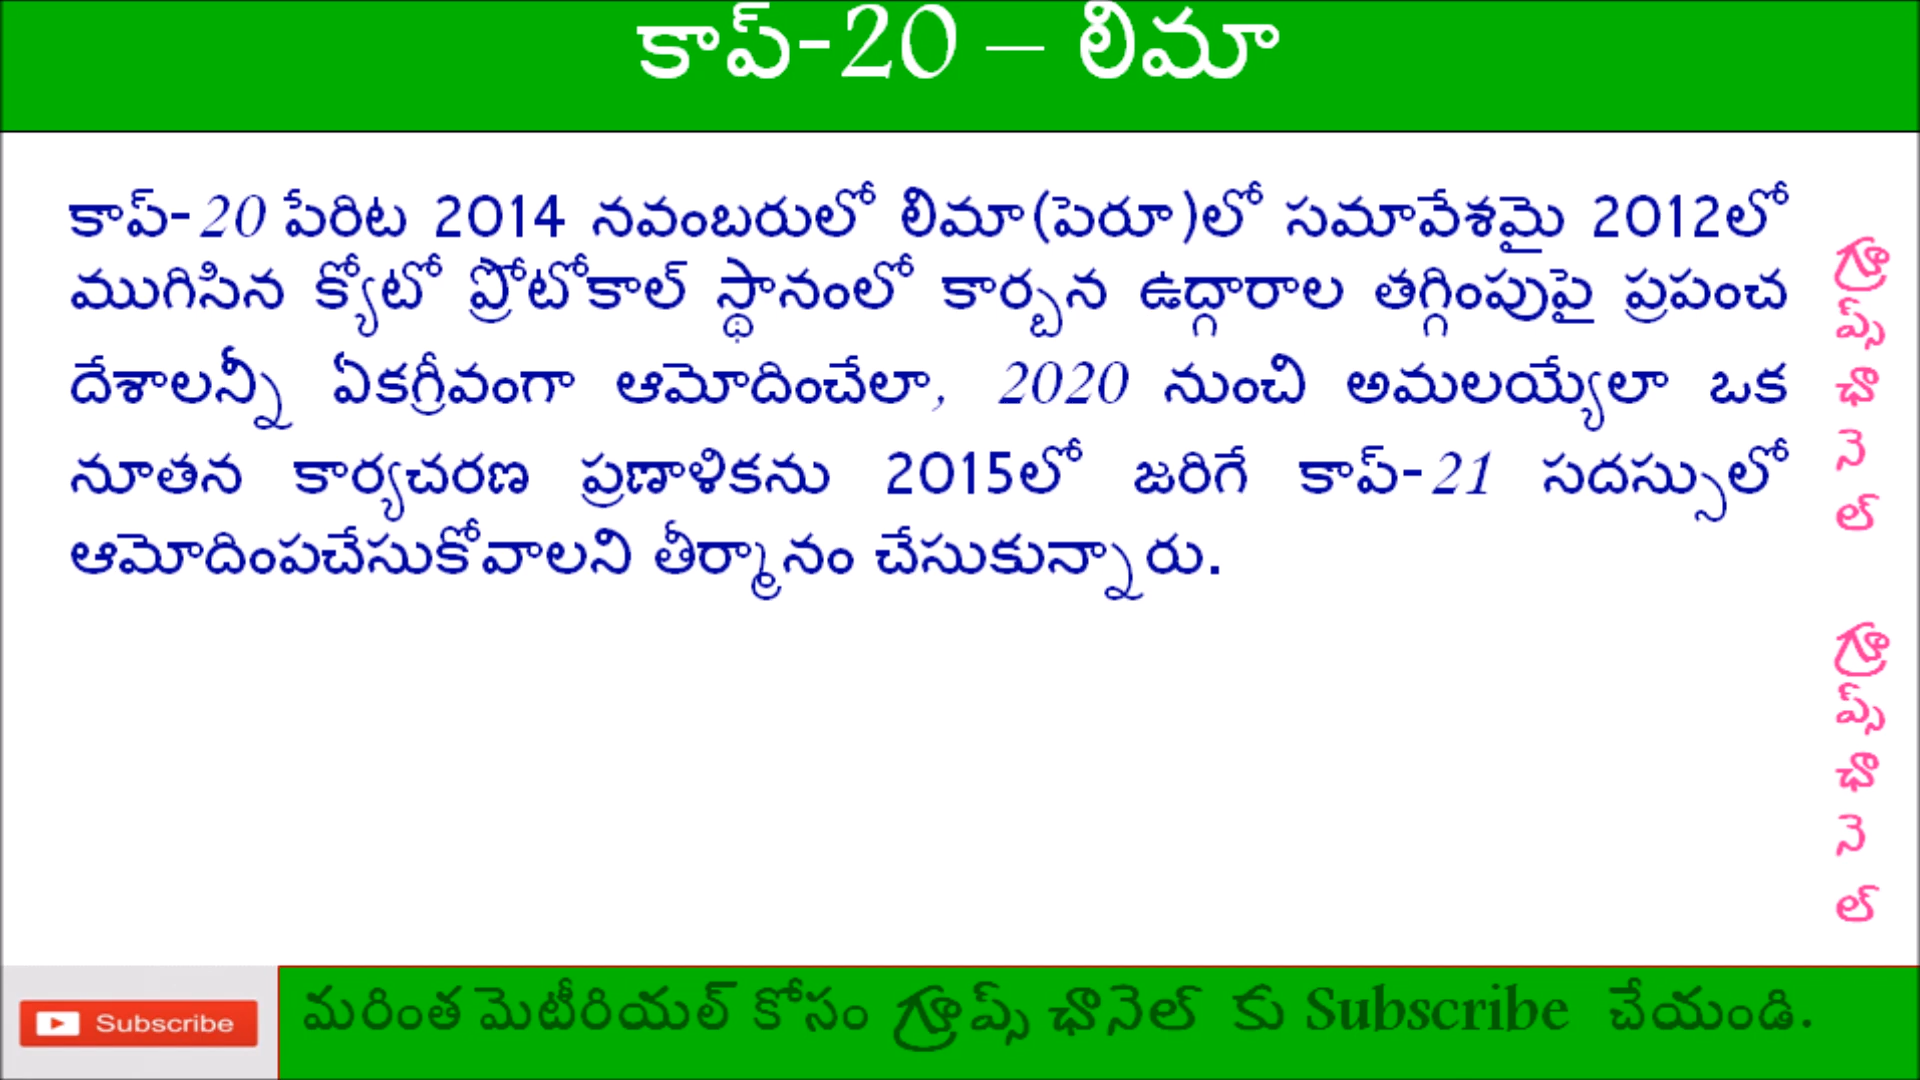 కాప్-20 – లిమా
కాప్-20 పేరిట 2014 నవంబరులో లిమా(పెరూ)లో సమావేశమై 2012లో
ముగిసిన క్యోటో ప్రోటోకాల్ స్థానంలో కార్బన ఉద్గారాల తగ్గింపుపై ప్రపంచ
దేశాలన్నీ ఏకగ్రీవంగా ఆమోదించేలా, 2020 నుంచి అమలయ్యేలా ఒక
నూతన కార్యచరణ ప్రణాళికను 2015లో జరిగే కాప్-21 సదస్సులో
ఆమోదింపచేసుకోవాలని తీర్మానం చేసుకున్నారు.
గ్రూప్స్ ఛానెల్
గ్రూప్స్ ఛానెల్
Subscribe
మరింత మెటీరియల్ కోసం గ్రూప్స్ ఛానెల్ కు Subscribe చేయండి.